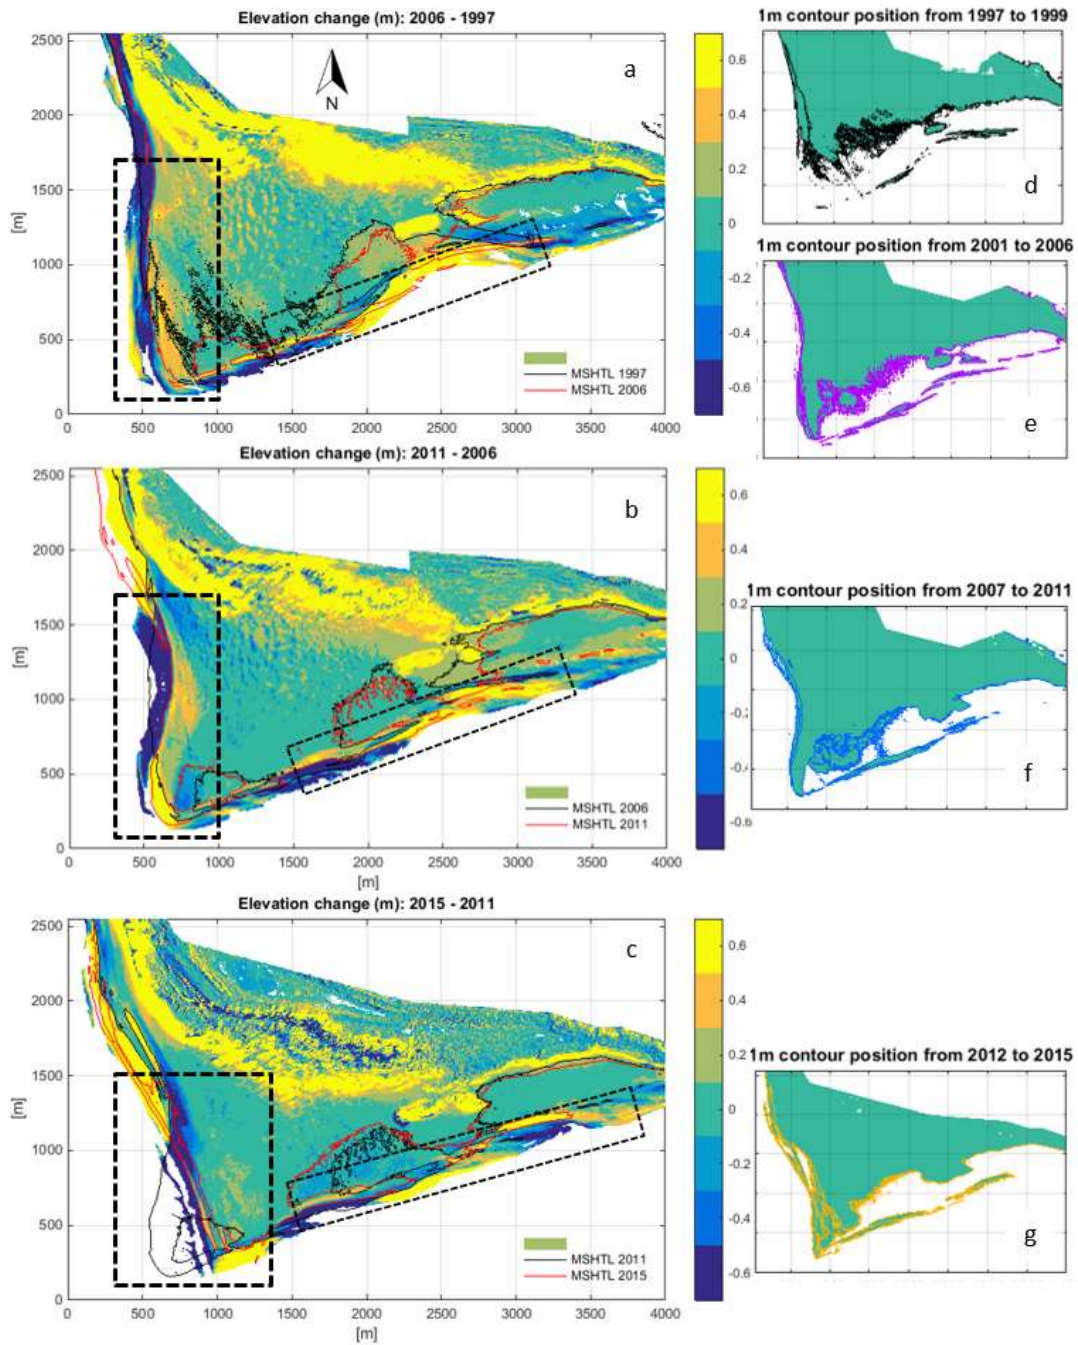 Elevation change (m): 2006 - 1997
2500
2000
1500
1000
500
0
[m]
0 500 1000 1500 2000 2500 3000 3500 4000
N
a
MSHTL 1997
MSHTL 2006
0.6
0.4
0.2
0
-0.2
-0.4
-0.6
1m contour position from 1997 to 1999
d
1m contour position from 2001 to 2006
e
Elevation change (m): 2011 - 2006
2500
2000
1500
1000
500
0
[m]
0 500 1000 1500 2000 2500 3000 3500 4000
[m]
b
MSHTL 2006
MSHTL 2011
0.6
0.4
0.2
0
-0.2
-0.4
-0.6
1m contour position from 2007 to 2011
f
Elevation change (m): 2015 - 2011
2500
2000
1500
1000
500
0
[m]
0 500 1000 1500 2000 2500 3000 3500 4000
[m]
c
MSHTL 2011
MSHTL 2015
0.6
0.4
0.2
0
-0.2
-0.4
-0.6
1m contour position from 2012 to 2015
g